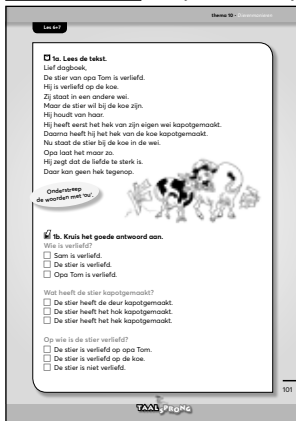 thema 10 - Dierenmanieren
Les 6+7
1a. Lees de tekst.
Lief dagboek,
De stier van opa Tom is verliefd.
Hij is verliefd op de koe.
Zij staat in een andere wei.
Maar de stier wil bij de koe zijn.
Hij houdt van haar.
Hij heeft eerst het hek van zijn eigen wei kapotgemaakt.
Daarna heeft hij het hek van de koe kapotgemaakt.
Nu staat de stier bij de koe in de wei.
Opa laat het maar zo.
Hij zegt dat de liefde te sterk is.
Daar kan geen hek tegenop.
Onderstreep
de woorden met 'ou'.
1b. Kruis het goede antwoord aan.
Wie is verliefd?
Sam is verliefd.
De stier is verliefd.
Opa Tom is verliefd.
Wat heeft de stier kapotgemaakt?
De stier heeft de deur kapotgemaakt.
De stier heeft het hok kapotgemaakt.
De stier heeft het hek kapotgemaakt.
Op wie is de stier verliefd?
De stier is verliefd op opa Tom.
De stier is verliefd op de koe.
De stier is niet verliefd.
101
TAALSPRONG